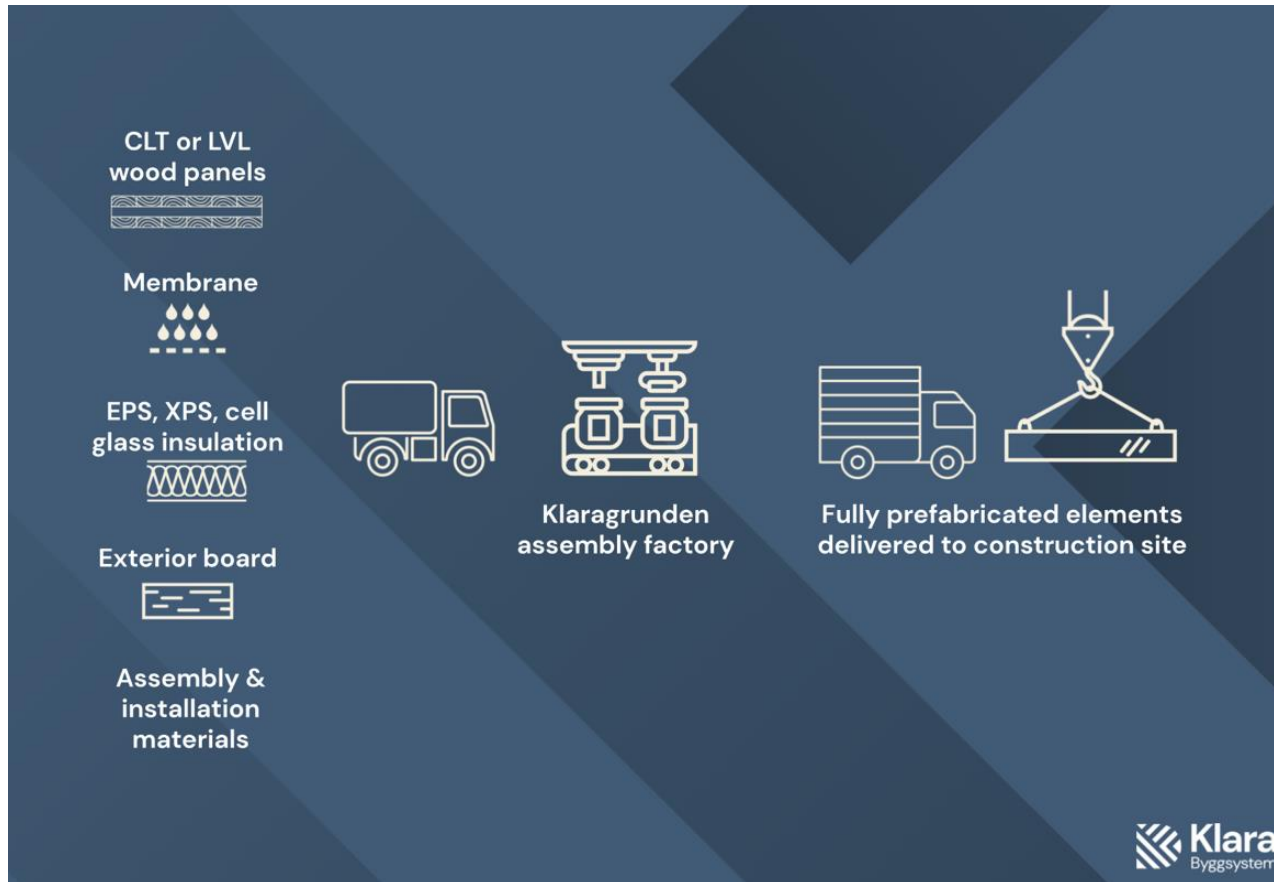 CLT or LVL
wood panels
Membrane
EPS, XPS, cell
glass insulation
Exterior board
Assembly &
installation
materials
Klaragrunden
assembly factory
Fully prefabricated elements
delivered to construction site
Klara
Byggsystem